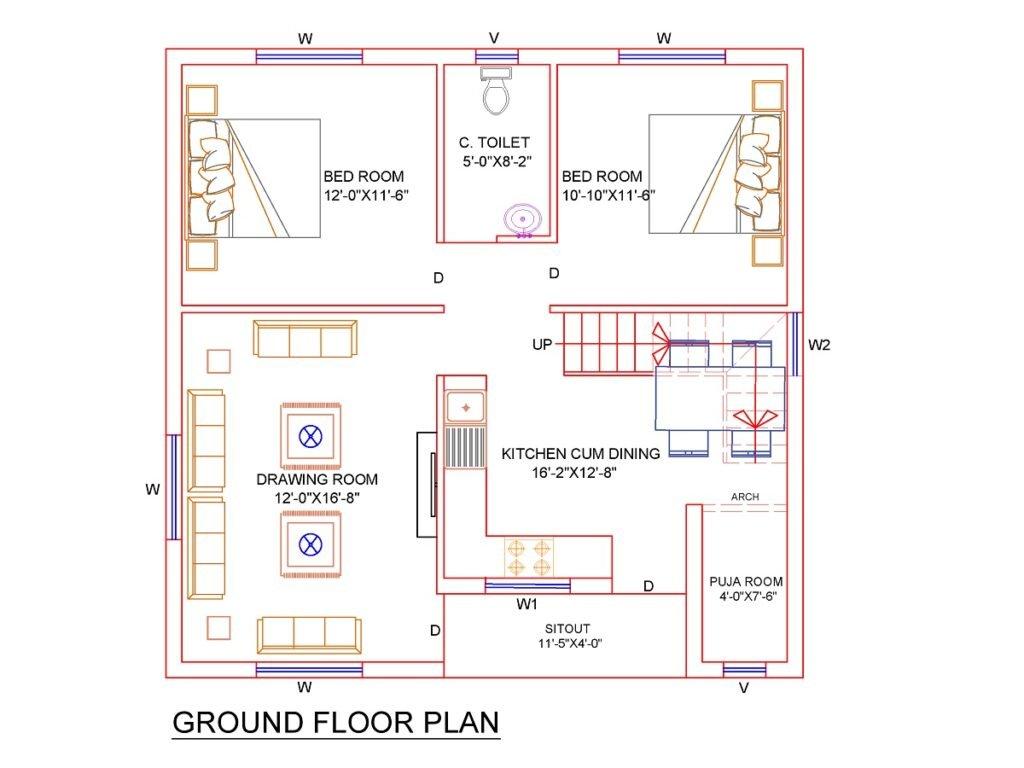 W
V
W
C. TOILET
5'-0"X8'-2"
BED ROOM
12'-0"X11'-6"
BED ROOM
10'-10"X11'-6"
D
D
UP
W2
KITCHEN CUM DINING
16'-2"X12'-8"
DRAWING ROOM
12'-0"X16'-8"
W
ARCH
PUJA ROOM
4'-0"X7'-6"
D
W1
SITOUT
11'-5"X4'-0"
D
W
V
GROUND FLOOR PLAN